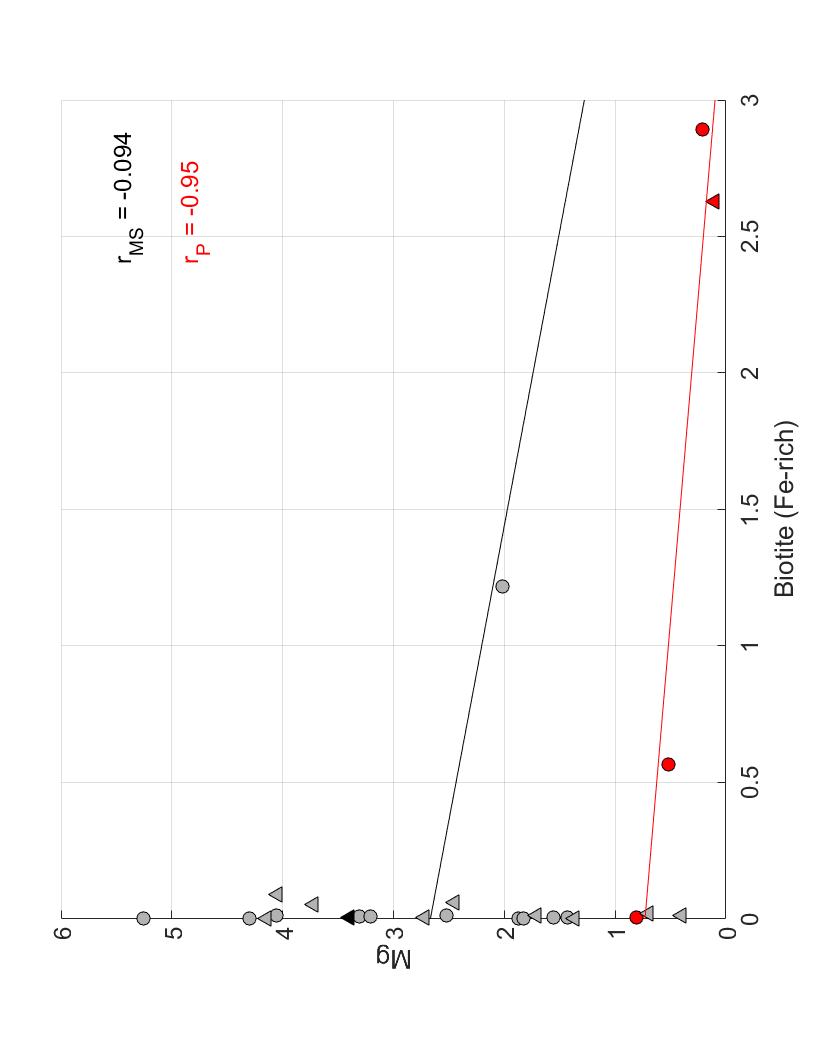 6
r_MS = -0.094
5
r_P = -0.95
4
3
Mg
2
1
0
0 0.5 1 1.5 2 2.5 3
Biotite (Fe-rich)